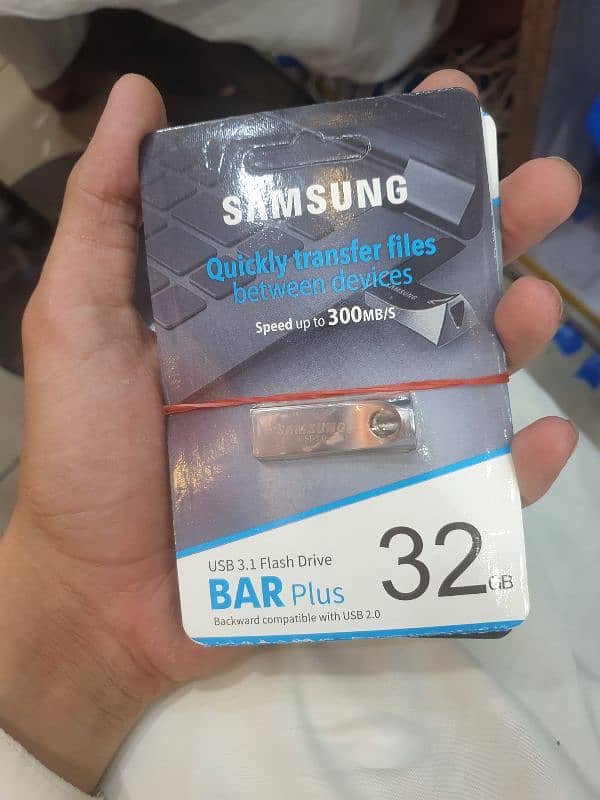 SAMSUNG
Quickly transfer files
between devices
Speed up to 300MB/S
SAMSUNG
SAMSUNG
USB 3.1 Flash Drive
BAR Plus
32GB
Backward compatible with USB 2.0